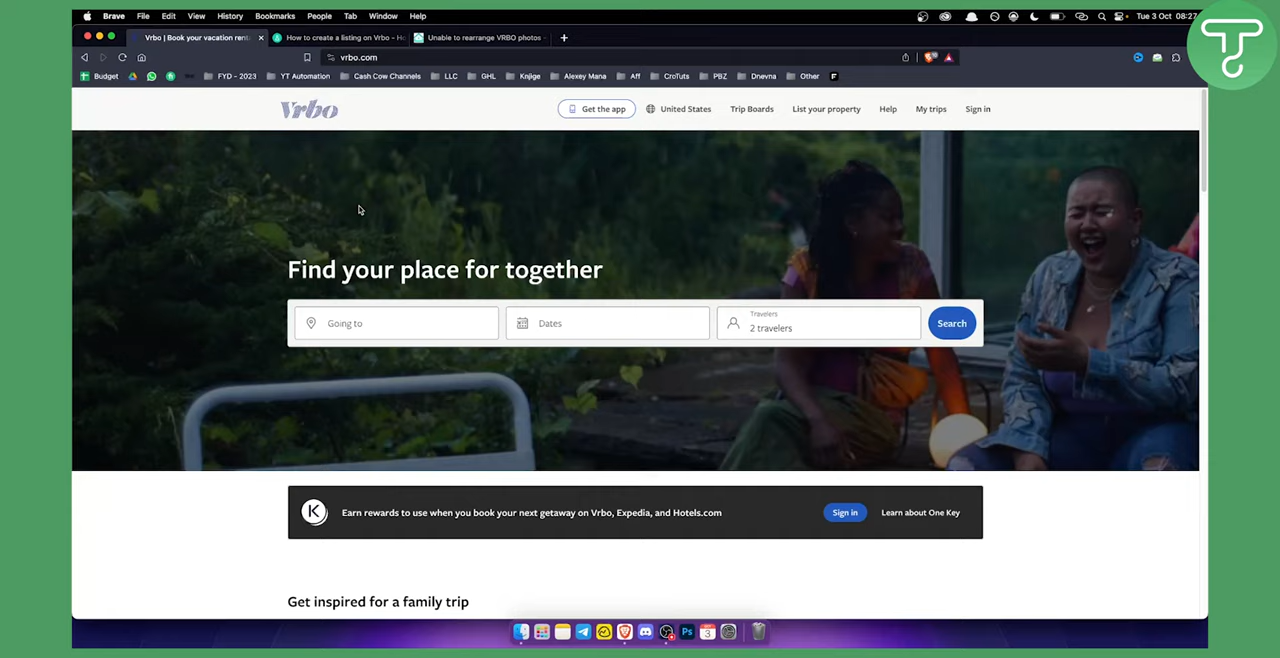 Brave File Edit View History Bookmarks People Tab Window Help Tue 3 Oct 08:27
Vrbo | Book your vacation rent How to create a listing on Vrbo - Ho Unable to rearrange VRBO photos -
vrbo.com
Budget FYD - 2023 YT Automation Cash Cow Channels LLC GHL Knjige Alexey Mana Aff CroTuts PBZ Dnevna Other
Vrbo Get the app United States Trip Boards List your property Help My trips Sign in
Find your place for together
Going to Dates Travelers
2 travelers Search
K Earn rewards to use when you book your next getaway on Vrbo, Expedia, and Hotels.com Sign in Learn about One Key
Get inspired for a family trip
Ps 3